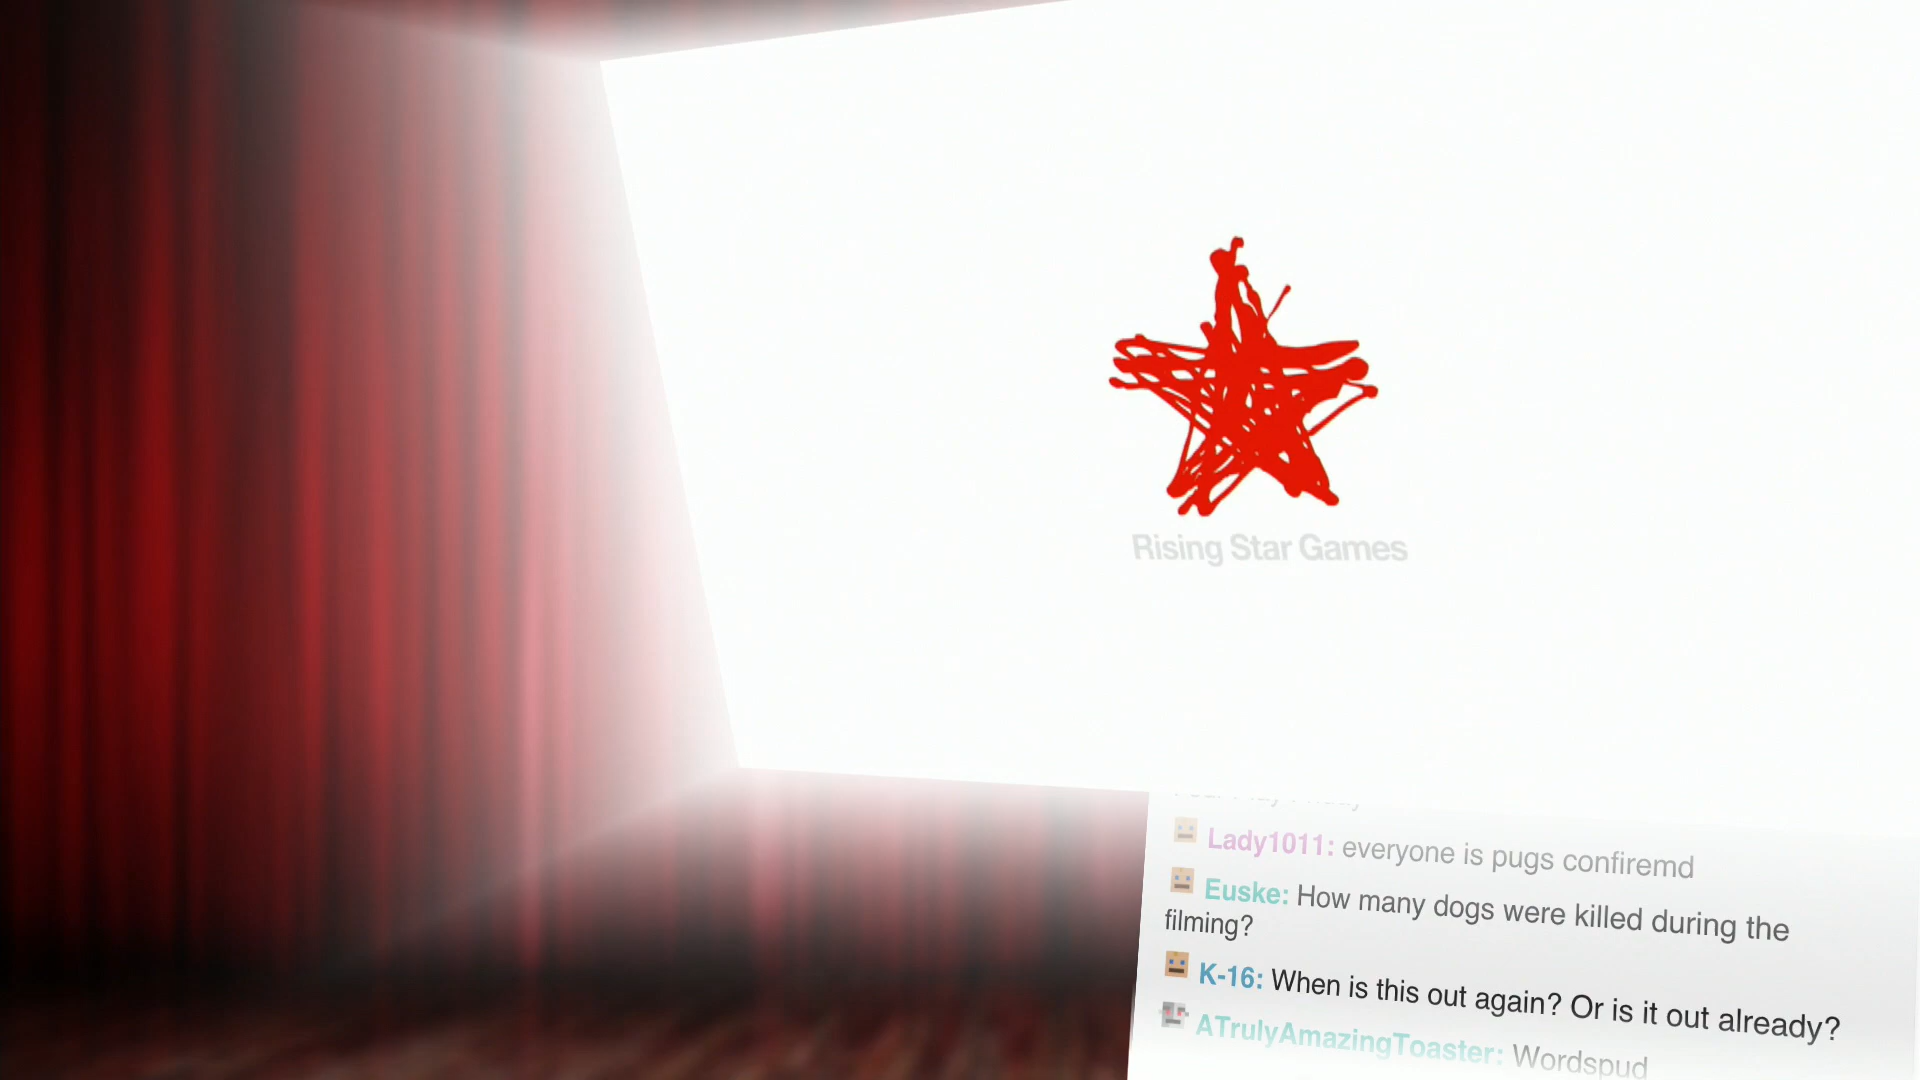 Rising Star Games
Lady1011: everyone is pugs confiremd
Euske: How many dogs were killed during the
filming?
K-16: When is this out again? Or is it out already?
ATrulyAmazingToaster: Wordspud